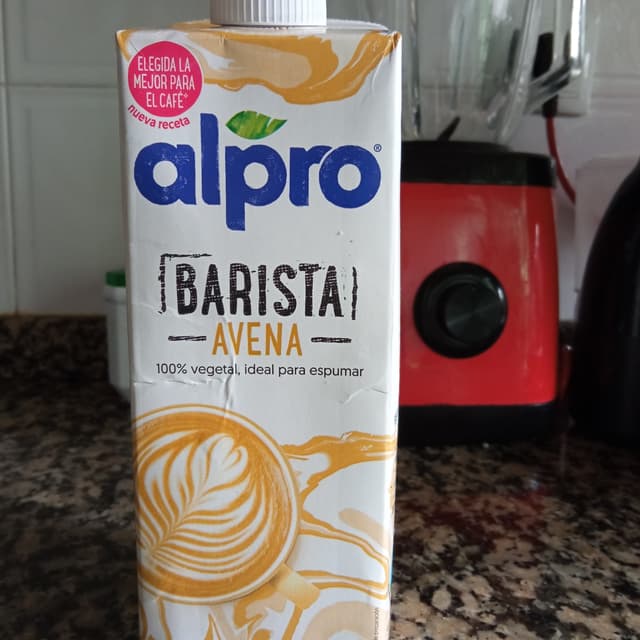 ELEGIDA LA
MEJOR PARA
EL CAFÉ*
nueva receta
alpro®
BARISTA
AVENA
100% vegetal, ideal para espumar